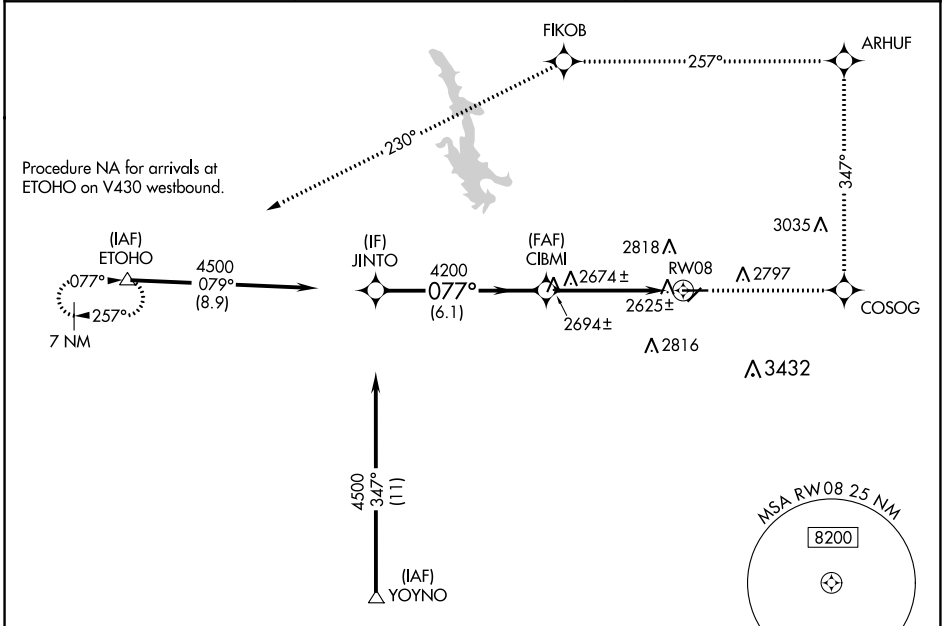 FIKOB
ARHUF
257°
230°
347°
Procedure NA for arrivals at
ETOHO on V430 westbound.
3035
(IAF)
ETOHO
4500
079°
(8.9)
077°
257°
7 NM
(IF)
JINTO
4200
077°
(6.1)
(FAF)
CIBMI
2818
2674±
RW08
2797
2625±
2694±
COSOG
2816
3432
4500
347°
(11)
(IAF)
YOYNO
MSA RW08 25 NM
8200